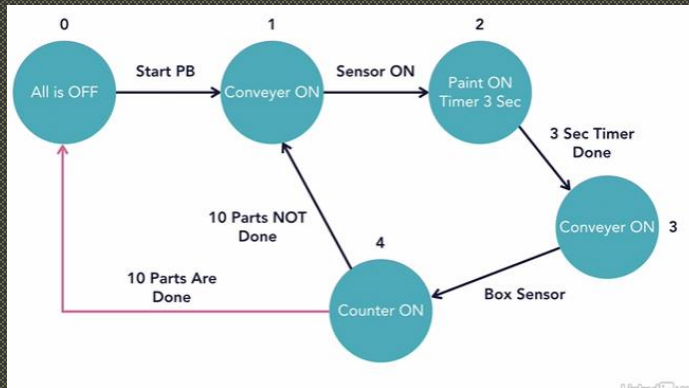 0
1
2
All is OFF
Start PB
Conveyer ON
Sensor ON
Paint ON
Timer 3 Sec
3 Sec Timer
Done
Conveyer ON
3
10 Parts NOT
Done
4
Box Sensor
10 Parts Are
Done
Counter ON